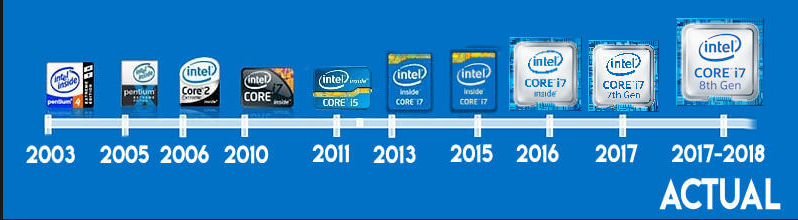 intel inside pentium 4
pentium
intel Core 2
intel CORE i7
intel inside CORE i5
intel inside CORE i7
intel inside CORE i7
intel CORE i7 inside
intel CORE i7 7th Gen
intel CORE i7 8th Gen
2003 2005 2006 2010 2011 2013 2015 2016 2017 2017-2018
ACTUAL